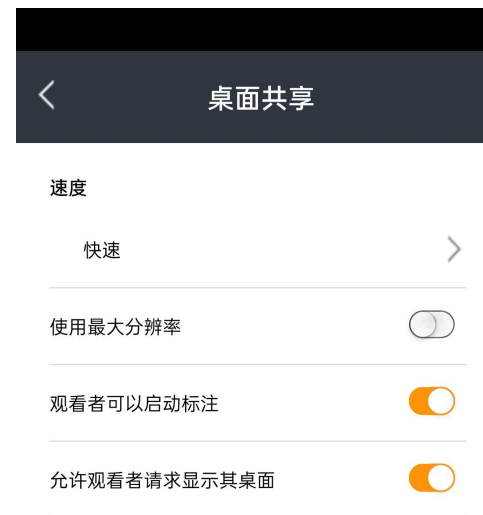 桌面共享
速度
快速
使用最大分辨率
观看者可以启动标注
允许观看者请求显示其桌面